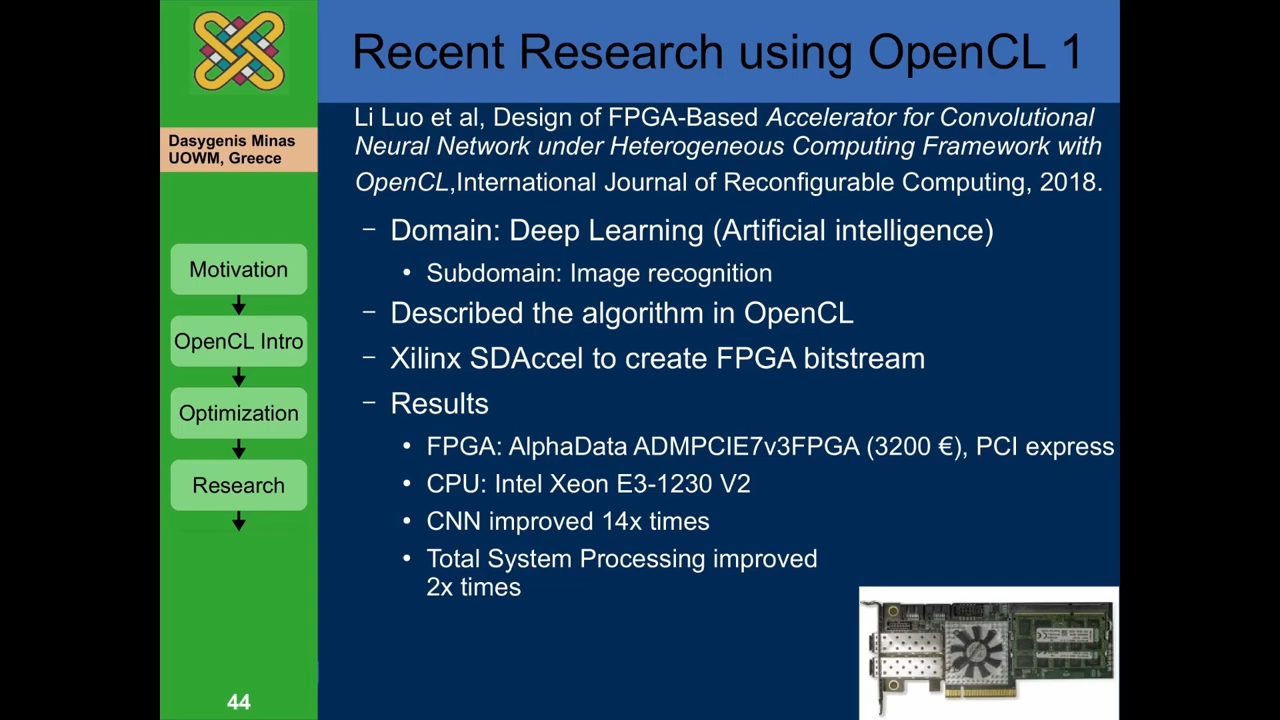 Recent Research using OpenCL 1
Dasygenis Minas
UOWM, Greece
Motivation
OpenCL Intro
Optimization
Research
44
Li Luo et al, Design of FPGA-Based Accelerator for Convolutional
Neural Network under Heterogeneous Computing Framework with
OpenCL,International Journal of Reconfigurable Computing, 2018.
– Domain: Deep Learning (Artificial intelligence)
• Subdomain: Image recognition
– Described the algorithm in OpenCL
– Xilinx SDAccel to create FPGA bitstream
– Results
• FPGA: AlphaData ADMPCIE7v3FPGA (3200 €), PCI express
• CPU: Intel Xeon E3-1230 V2
• CNN improved 14x times
• Total System Processing improved
2x times